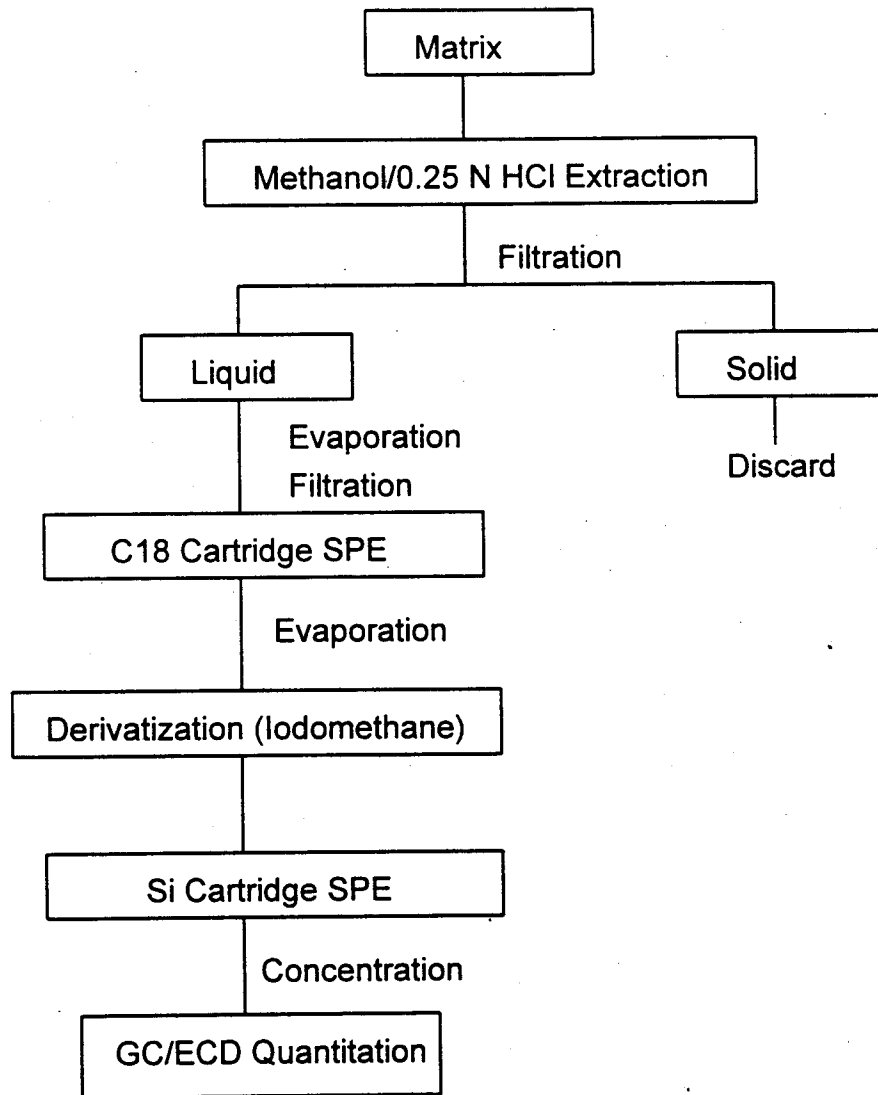 Matrix
Methanol/0.25 N HCl Extraction
Filtration
Liquid
Solid
Evaporation
Filtration
Discard
C18 Cartridge SPE
Evaporation
Derivatization (Iodomethane)
Si Cartridge SPE
Concentration
GC/ECD Quantitation